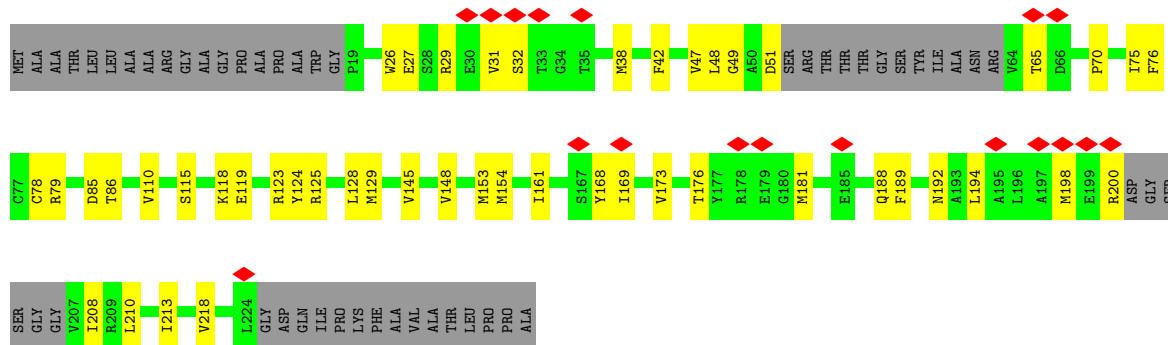 MET ALA ALA THR LEU LEU ALA ALA ARG GLY ALA GLY PRO ALA PRO ALA TRP GLY P19 W26 E27 S28 R29 E30 V31 S32 T33 G34 T35 M38 F42 V47 L48 G49 A50 D51 SER ARG THR THR THR GLY SER TYR ILE ALA ASN ARG V64 T65 D66 P70 I75 F76
C77 C78 R79 D85 T86 V110 S115 K118 E119 R123 Y124 R125 L128 M129 V145 V148 M153 M154 I161 S167 Y168 I169 V173 T176 Y177 R178 E179 G180 M181 E185 Q188 F189 N192 A193 L194 A195 L196 A197 M198 E199 R200 ASP GLY SER
SER GLY GLY V207 I208 R209 L210 I213 V218 L224 GLY ASP GLN ILE PRO LYS PHE ALA VAL ALA THR LEU PRO PRO ALA